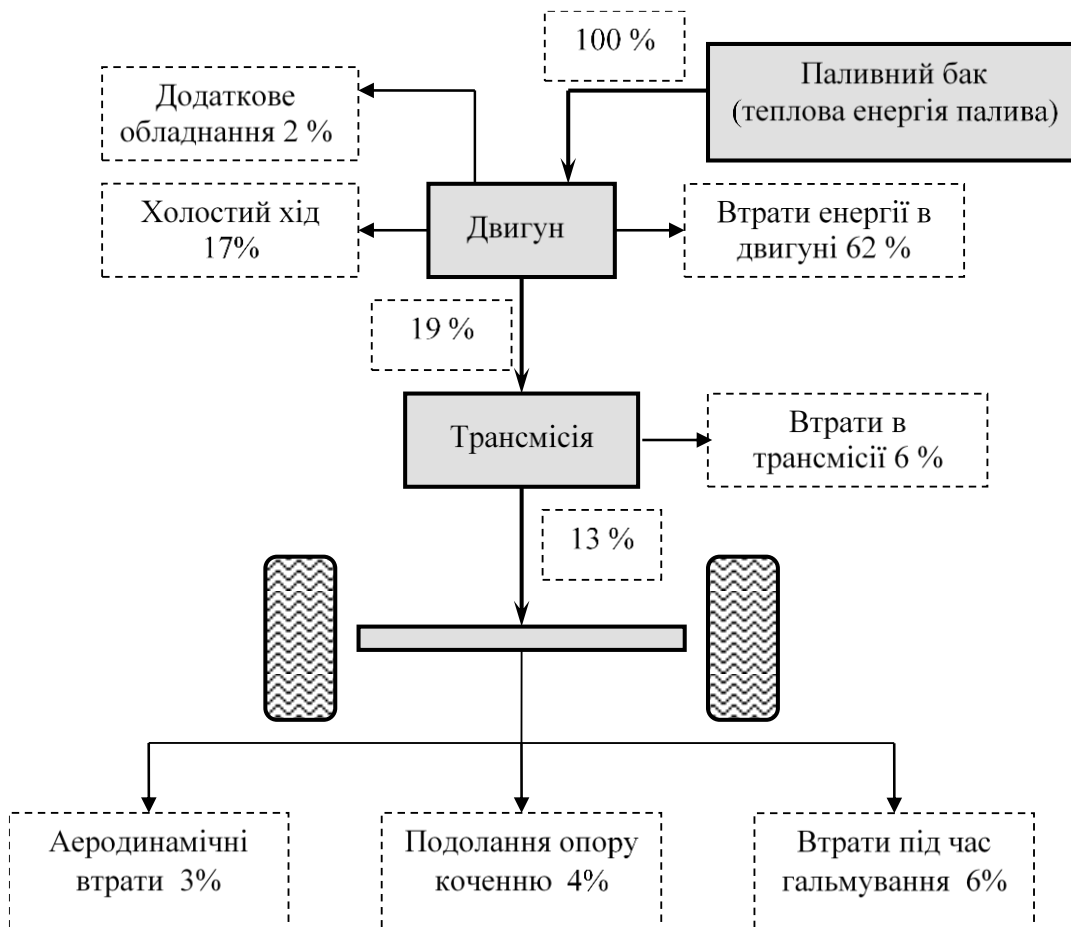 100 %
Паливний бак
(теплова енергія палива)
Додаткове
обладнання 2 %
Холостий хід
17%
Двигун
Втрати енергії в
двигуні 62 %
19 %
Трансмісія
Втрати в
трансмісії 6 %
13 %
Аеродинамічні
втрати 3%
Подолання опору
коченню 4%
Втрати під час
гальмування 6%